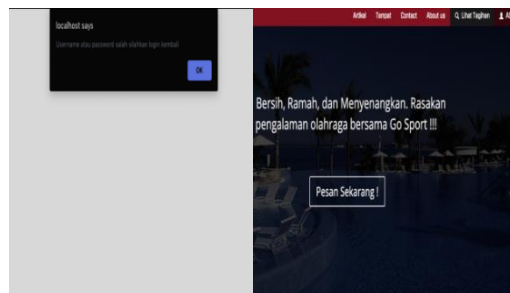 localhost says
Username atau password salah silahkan login kembali
OK
Artikel Tempat Contact About us Lihat Tagihan
Bersih, Ramah, dan Menyenangkan. Rasakan
pengalaman olahraga bersama Go Sport !!!
Pesan Sekarang !